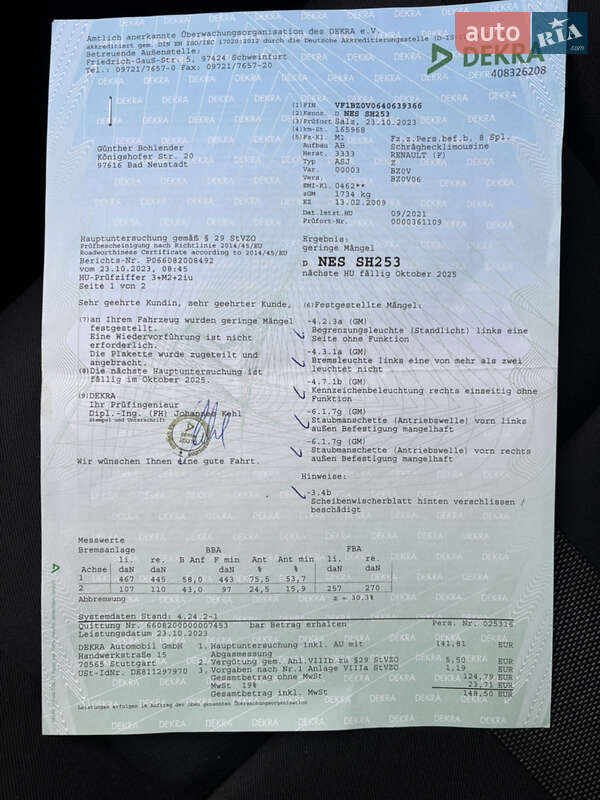 Amtlich anerkannte Überwachungsorganisation des DEKRA e.V.
akkreditiert gem. DIN EN ISO/IEC 17020:2012 durch die Deutsche Akkreditierungsstelle (D-IS-
Betreuende Außenstelle:
Friedrich-Gauß-Str. 5, 97424 Schweinfurt
Tel.: 09721/7657-0 Fax: 09721/7657-20
auto RIA.com
DEKRA
408326208
Günther Bohlender
Königshofer Str. 20
97616 Bad Neustadt
(1) FIN VF1BZ0V0640639366
(2) Kennz. D NES SH253
(3) Prüfort Salz, 23.10.2023
(4) km-St. 165968
(5) Fz-Kl. M1 Fz.z.Pers.bef.b. 8 Spl.
Aufbau AB Schräghecklimousine
Herst. 3333 RENAULT (F)
Typ ASJ Z
Var. 00003 BZ0V
Vers. BZ0V06
EMI-Kl. 0462**
zGM 1734 kg
EZ 13.02.2009
Dat.letzt.HU 09/2021
Prüfort-Nr. 0000361109
Hauptuntersuchung gemäß § 29 StVZO
Prüfbescheinigung nach Richtlinie 2014/45/EU
Roadworthiness Certificate according to 2014/45/EU
Berichts-Nr. P066082008492
vom 23.10.2023, 08:45
HU-Prüfziffer 3+M2+2iu
Seite 1 von 2
Ergebnis:
geringe Mängel
D NES SH253
nächste HU fällig Oktober 2025
Sehr geehrte Kundin, sehr geehrter Kunde,
(7) an Ihrem Fahrzeug wurden geringe Mängel
festgestellt.
Eine Wiedervorführung ist nicht
erforderlich.
Die Plakette wurde zugeteilt und
angebracht.
(8) Die nächste Hauptuntersuchung ist
fällig im Oktober 2025.
(9) DEKRA
Ihr Prüfingenieur
Dipl.-Ing. (FH) Johannes Kehl
Stempel und Unterschrift
Wir wünschen Ihnen eine gute Fahrt.
(6) Festgestellte Mängel:
-4.2.3a (GM)
Begrenzungsleuchte (Standlicht) links eine
Seite ohne Funktion
-4.3.1a (GM)
Bremsleuchte links eine von mehr als zwei
leuchtet nicht
-4.7.1b (GM)
Kennzeichenbeleuchtung rechts einseitig ohne
Funktion
-6.1.7g (GM)
Staubmanschette (Antriebswelle) vorn links
außen Befestigung mangelhaft
-6.1.7g (GM)
Staubmanschette (Antriebswelle) vorn rechts
außen Befestigung mangelhaft
Hinweise:
-3.4b
Scheibenwischerblatt hinten verschlissen /
beschädigt
Messwerte
Bremsanlage BBA FBA
li. re. B Anf F min Ant Ant min li. re.
Achse daN daN daN % % daN daN
1 467 445 58,0 443 75,5 53,7
2 107 110 43,0 97 24,5 15,9 257 270
Abbremsung z = 30.3%
Systemdaten Stand: 4.24.2-1
Quittung Nr. 6608200000007453 bar Betrag erhalten Pers. Nr. 025316
Leistungsdatum 23.10.2023
DEKRA Automobil GmbH
Handwerkstraße 15
70565 Stuttgart
USt-IdNr. DE811297970
1. Hauptuntersuchung inkl. AU mit 141,81 EUR
Abgasmessung
2. Vergütung gem. Anl.VIIIb zu §29 StVZO 5,50 EUR
3. Vorgaben nach Nr.1 Anlage VIIIa StVZO 1,19 EUR
Gesamtbetrag ohne MwSt 124,79 EUR
MwSt 19% 23,71 EUR
Gesamtbetrag inkl. MwSt 148,50 EUR
Leistungen erfolgen im Auftrag der oben genannten Überwachungsorganisation